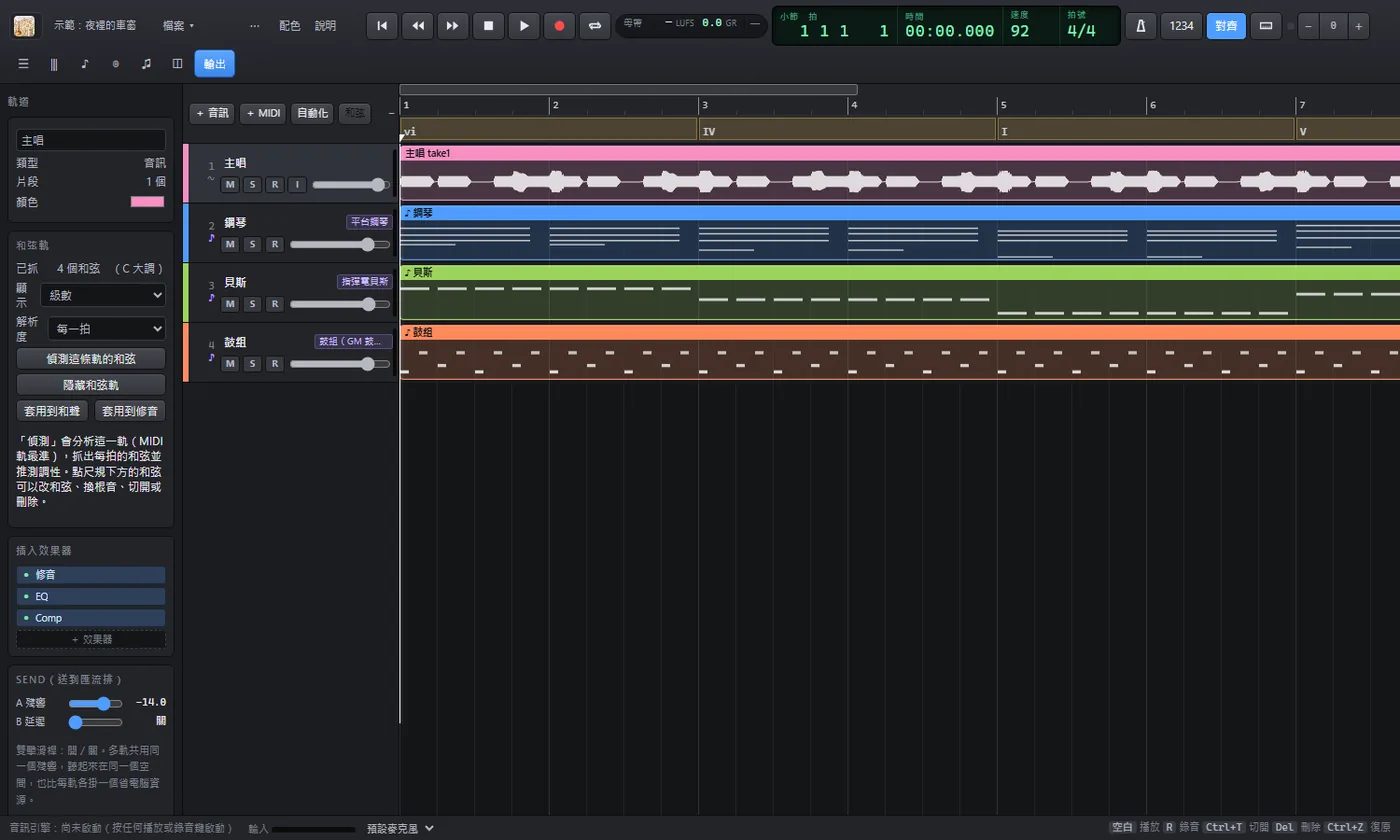 示範：夜裡的車窗
檔案 ▾
...
配色
說明
母帶
– LUFS
0.0 GR
—
小節 拍
1 1 1 1
時間
00:00.000
速度
92
拍號
4/4
1234
對齊
− 0 +
輸出
軌道
主唱
類型 音訊
片段 1 個
顏色
和弦軌
已抓 4 個和弦 （C 大調）
顯示 級數
解析度 每一拍
偵測這條軌的和弦
隱藏和弦軌
套用到和聲 套用到修音
「偵測」會分析這一軌（MIDI
軌最準），抓出每拍的和弦並
推測調性。點尺規下方的和弦
可以改和弦、換根音、切開或
刪除。
插入效果器
修音
EQ
Comp
+ 效果器
SEND（送到匯流排）
A 殘響 −14.0
B 延遲 關
雙擊滑桿：開 / 關。多軌共用同
一個殘響，聽起來在同一個空
間，也比每軌各掛一個省電腦資
源。
+ 音訊 + MIDI 自動化 和弦 −
1 2 3 4 5 6 7
vi IV I V
1 主唱
M S R I
主唱 take1
2 鋼琴 平台鋼琴
M S R
♪ 鋼琴
3 貝斯 指彈電貝斯
M S R
♪ 貝斯
4 鼓組 鼓組（GM 鼓...
M S R
♪ 鼓組
音訊引擎：尚未啟動（按任何播放或錄音鍵啟動） 輸入 預設麥克風
空白 播放 R 錄音 Ctrl+T 切開 Del 刪除 Ctrl+Z 復原